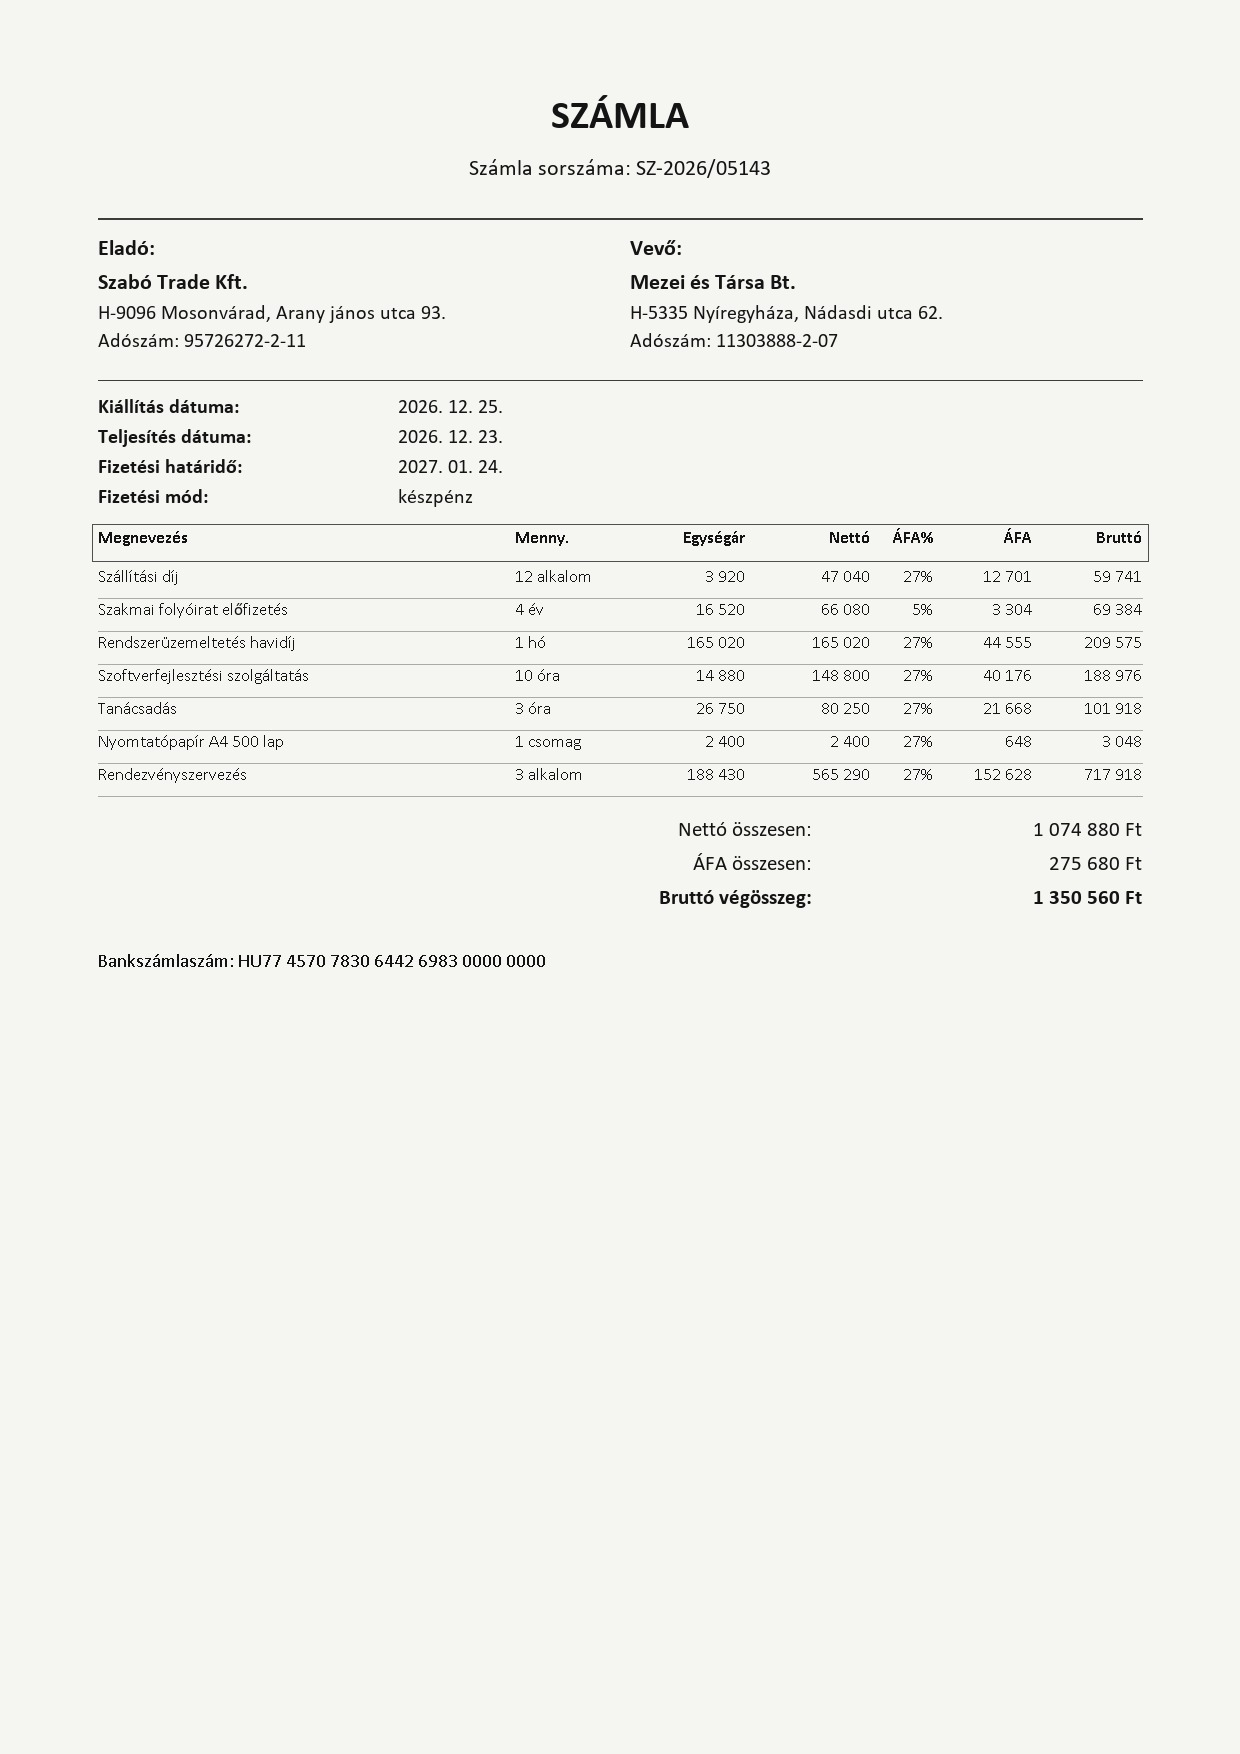 SZÁMLA
Számla sorszáma: SZ-2026/05143
Eladó:
Szabó Trade Kft.
H-9096 Mosonvárad, Arany jános utca 93.
Adószám: 95726272-2-11
Vevő:
Mezei és Társa Bt.
H-5335 Nyíregyháza, Nádasdi utca 62.
Adószám: 11303888-2-07
Kiállítás dátuma: 2026. 12. 25.
Teljesítés dátuma: 2026. 12. 23.
Fizetési határidő: 2027. 01. 24.
Fizetési mód: készpénz
Megnevezés Menny. Egységár Nettó ÁFA% ÁFA Bruttó
Szállítási díj 12 alkalom 3 920 47 040 27% 12 701 59 741
Szakmai folyóirat előfizetés 4 év 16 520 66 080 5% 3 304 69 384
Rendszerüzemeltetés havidíj 1 hó 165 020 165 020 27% 44 555 209 575
Szoftverfejlesztési szolgáltatás 10 óra 14 880 148 800 27% 40 176 188 976
Tanácsadás 3 óra 26 750 80 250 27% 21 668 101 918
Nyomtatópapír A4 500 lap 1 csomag 2 400 2 400 27% 648 3 048
Rendezvényszervezés 3 alkalom 188 430 565 290 27% 152 628 717 918
Nettó összesen: 1 074 880 Ft
ÁFA összesen: 275 680 Ft
Bruttó végösszeg: 1 350 560 Ft
Bankszámlaszám: HU77 4570 7830 6442 6983 0000 0000